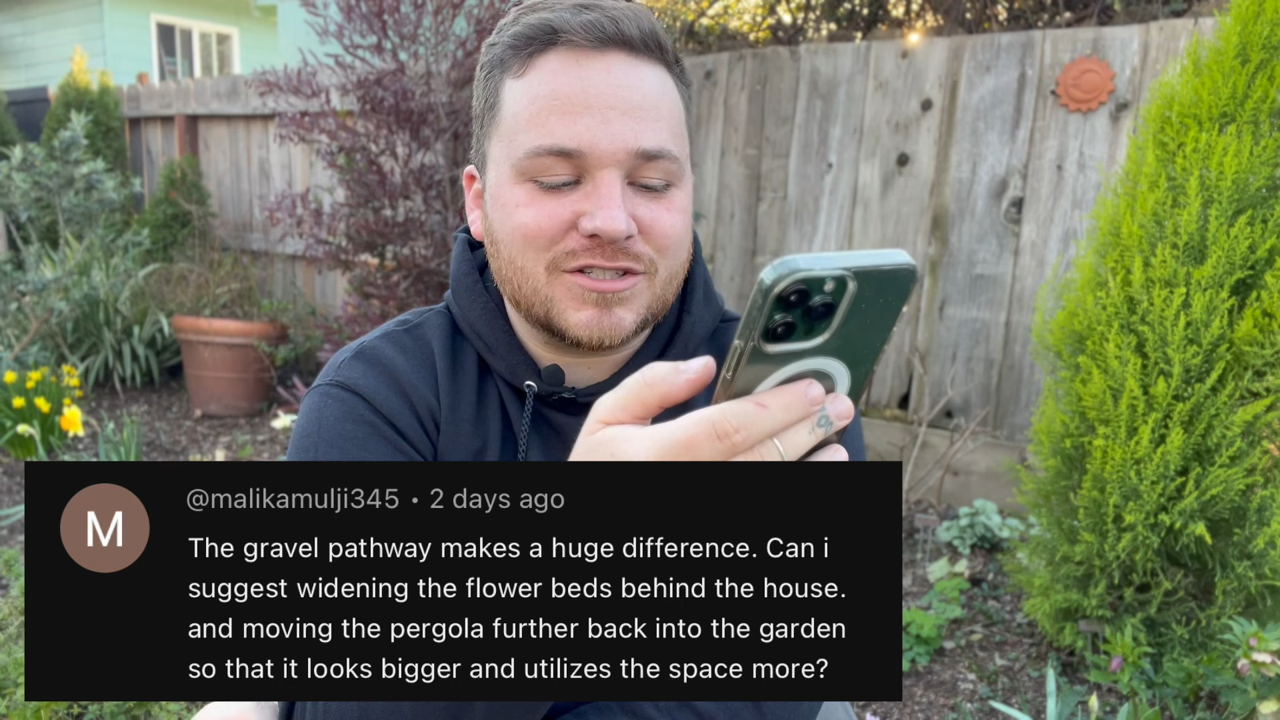 M
@malikamulji345 • 2 days ago
The gravel pathway makes a huge difference. Can i
suggest widening the flower beds behind the house.
and moving the pergola further back into the garden
so that it looks bigger and utilizes the space more?